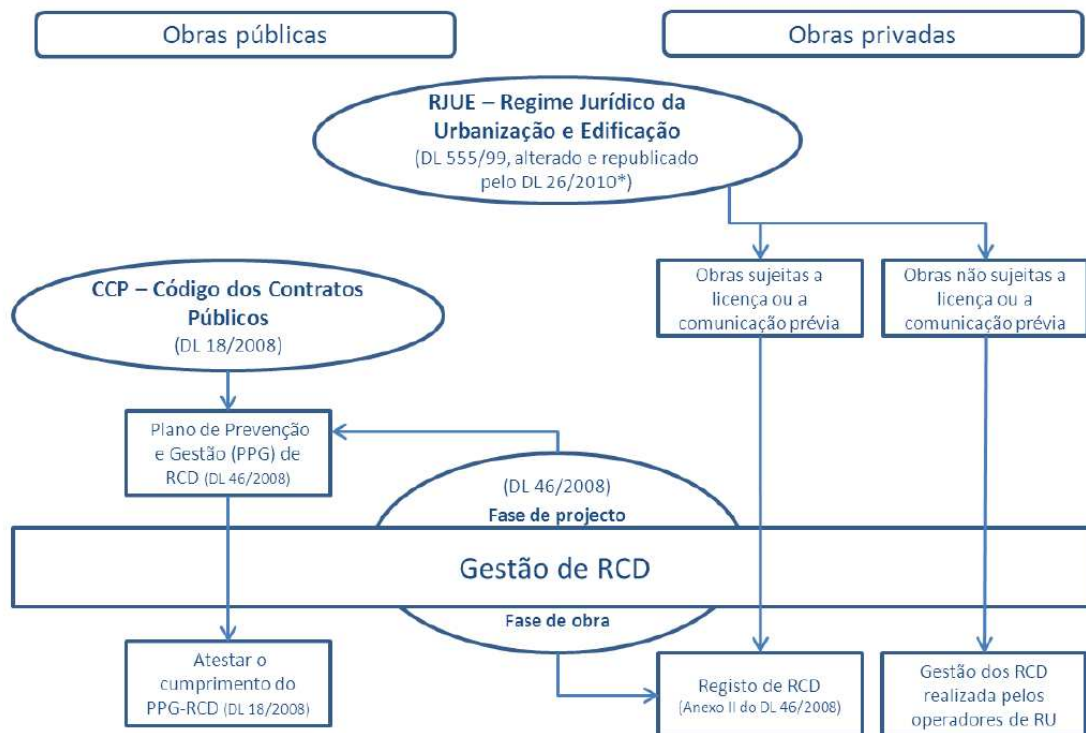 Obras públicas
Obras privadas
RJUE – Regime Jurídico da
Urbanização e Edificação
(DL 555/99, alterado e republicado
pelo DL 26/2010*)
Obras sujeitas a
licença ou a
comunicação prévia
Obras não sujeitas a
licença ou a
comunicação prévia
CCP – Código dos Contratos
Públicos
(DL 18/2008)
Plano de Prevenção
e Gestão (PPG) de
RCD (DL 46/2008)
(DL 46/2008)
Fase de projecto
Gestão de RCD
Fase de obra
Atestar o
cumprimento do
PPG-RCD (DL 18/2008)
Registo de RCD
(Anexo II do DL 46/2008)
Gestão dos RCD
realizada pelos
operadores de RU